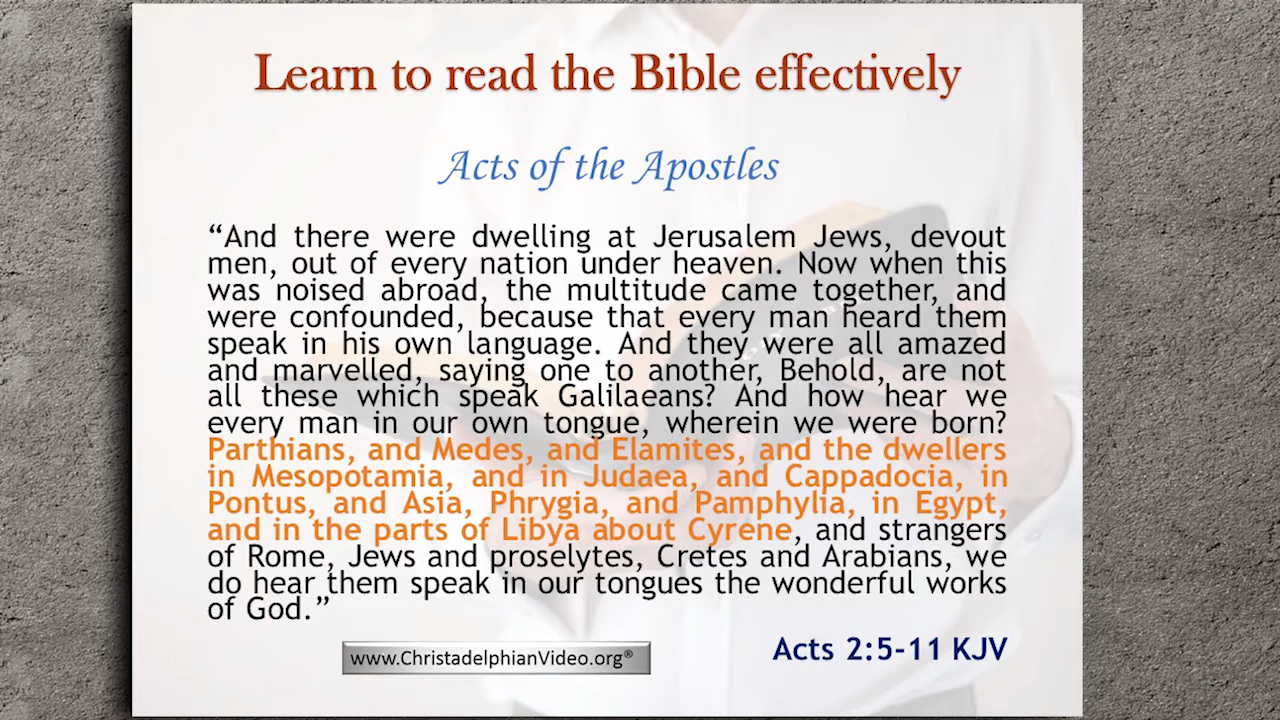 Learn to read the Bible effectively
Acts of the Apostles
“And there were dwelling at Jerusalem Jews, devout
men, out of every nation under heaven. Now when this
was noised abroad, the multitude came together, and
were confounded, because that every man heard them
speak in his own language. And they were all amazed
and marvelled, saying one to another, Behold, are not
all these which speak Galilaeans? And how hear we
every man in our own tongue, wherein we were born?
Parthians, and Medes, and Elamites, and the dwellers
in Mesopotamia, and in Judaea, and Cappadocia, in
Pontus, and Asia, Phrygia, and Pamphylia, in Egypt,
and in the parts of Libya about Cyrene, and strangers
of Rome, Jews and proselytes, Cretes and Arabians, we
do hear them speak in our tongues the wonderful works
of God.”
Acts 2:5-11 KJV
www.ChristadelphianVideo.org®